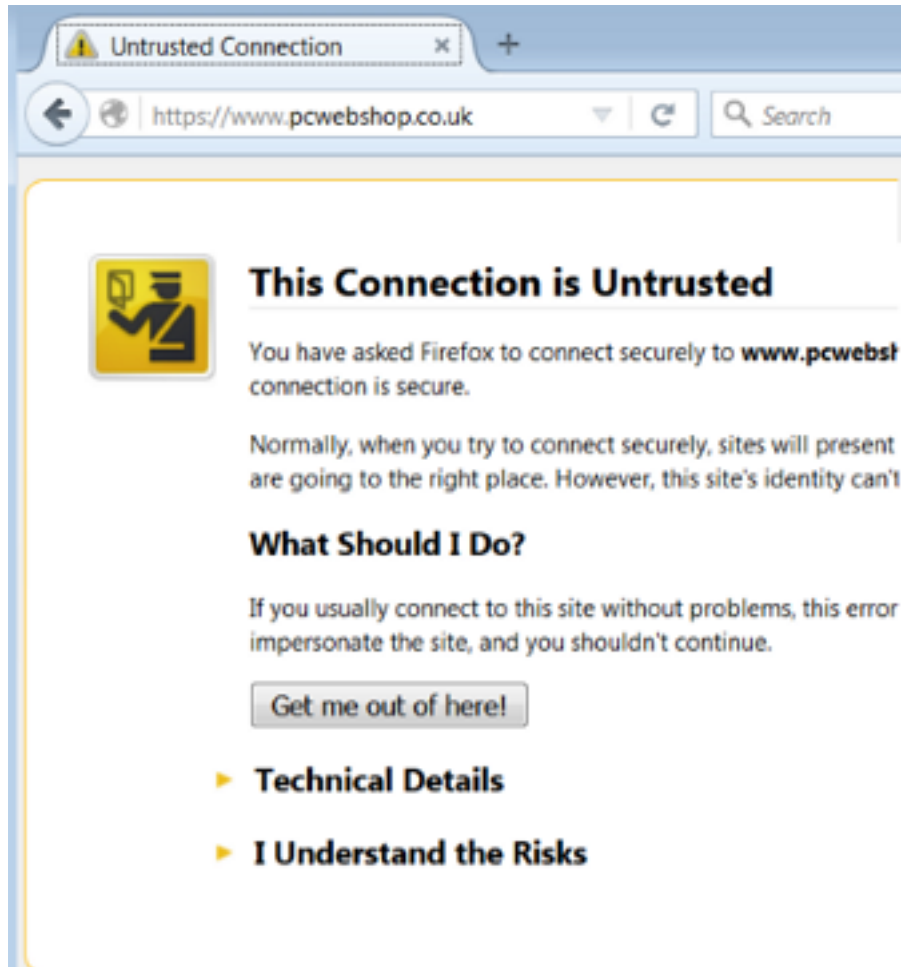 Untrusted Connection
https://www.pcwebshop.co.uk
Search
This Connection is Untrusted
You have asked Firefox to connect securely to www.pcwebsh
connection is secure.
Normally, when you try to connect securely, sites will present
are going to the right place. However, this site's identity can't
What Should I Do?
If you usually connect to this site without problems, this error
impersonate the site, and you shouldn't continue.
Get me out of here!
Technical Details
I Understand the Risks